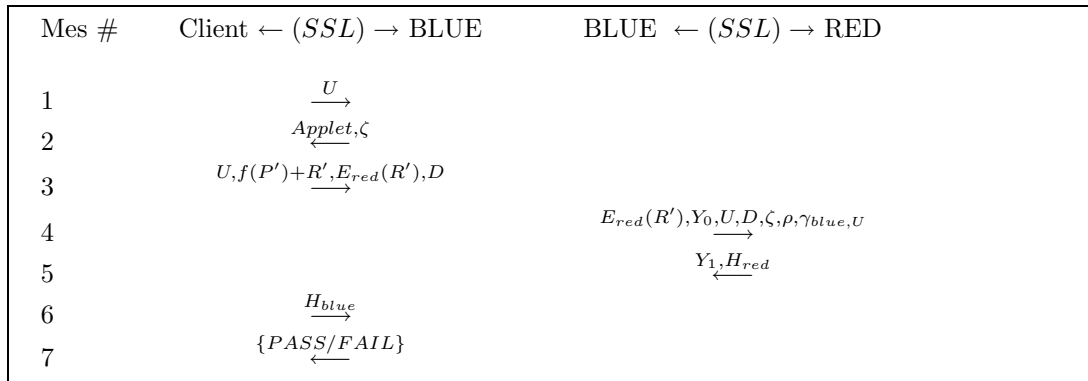 Mes # Client ← (SSL) → BLUE BLUE ← (SSL) → RED
1 U →
2 Applet,ζ ←
3 U,f(P′)+R′,E_red(R′),D →
4 E_red(R′),Y_0,U,D,ζ,ρ,γ_blue,U →
5 Y_1,H_red ←
6 H_blue →
7 {PASS/FAIL} ←